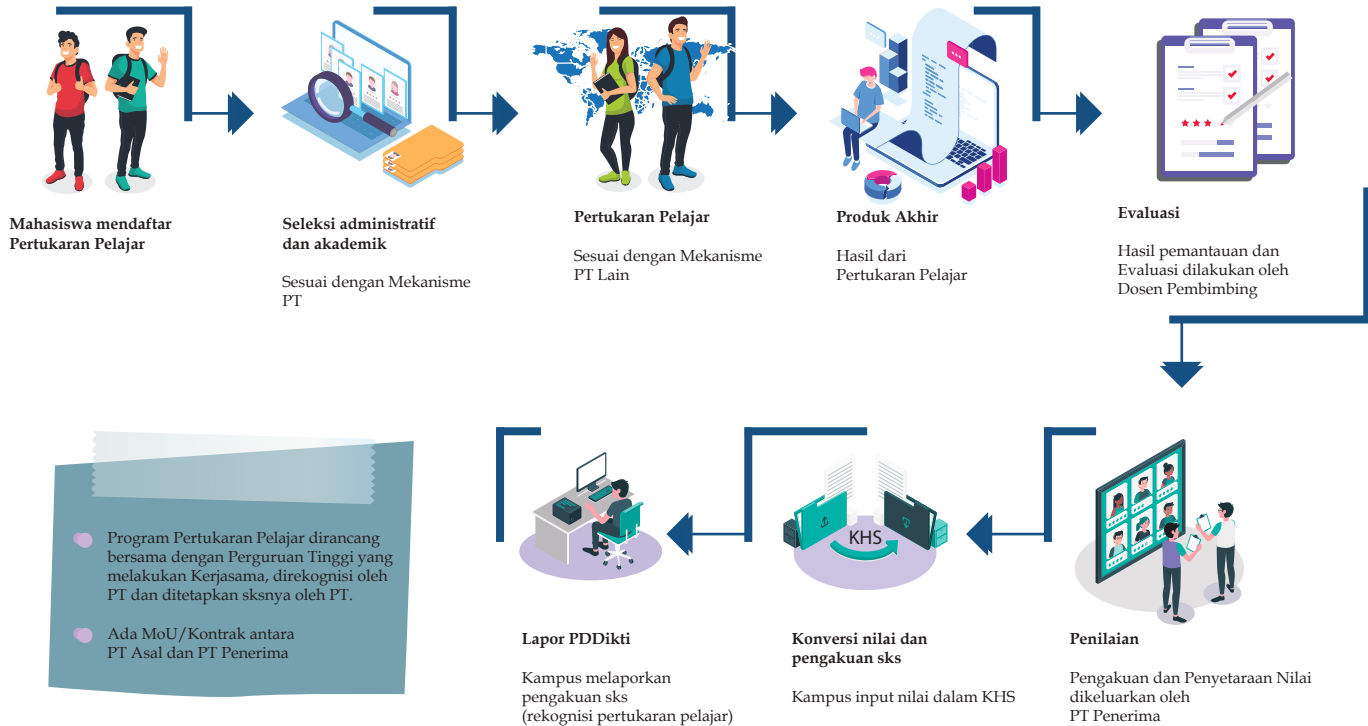 Mahasiswa mendaftar
Pertukaran Pelajar
Seleksi administratif
dan akademik
Sesuai dengan Mekanisme
PT
Pertukaran Pelajar
Sesuai dengan Mekanisme
PT Lain
Produk Akhir
Hasil dari
Pertukaran Pelajar
Evaluasi
Hasil pemantauan dan
Evaluasi dilakukan oleh
Dosen Pembimbing
Penilaian
Pengakuan dan Penyetaraan Nilai
dikeluarkan oleh
PT Penerima
KHS
Konversi nilai dan
pengakuan sks
Kampus input nilai dalam KHS
Lapor PDDikti
Kampus melaporkan
pengakuan sks
(rekognisi pertukaran pelajar)
Program Pertukaran Pelajar dirancang
bersama dengan Perguruan Tinggi yang
melakukan Kerjasama, direkognisi oleh
PT dan ditetapkan sksnya oleh PT.
Ada MoU/Kontrak antara
PT Asal dan PT Penerima